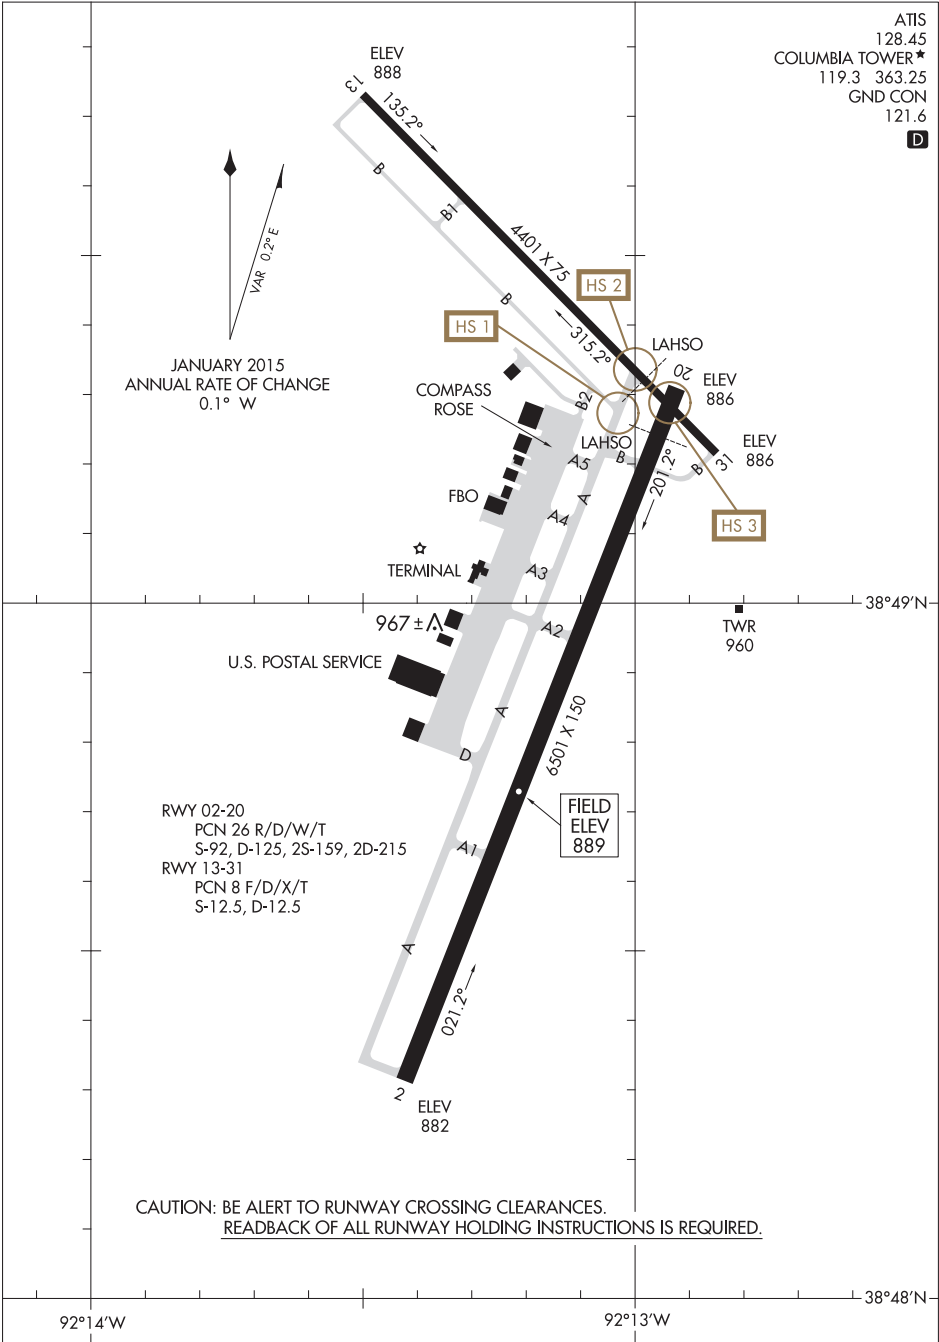 ATIS
128.45
COLUMBIA TOWER★
119.3 363.25
GND CON
121.6
D
ELEV
888
13
135.2°
B
B1
4401 X 75
VAR 0.2° E
HS 2
B
HS 1
315.2°
LAHSO
JANUARY 2015
ANNUAL RATE OF CHANGE
0.1° W
20
ELEV
886
COMPASS
ROSE
B2
LAHSO
ELEV
886
31
B
B
A5
201.2°
FBO
A
A4
HS 3
TERMINAL
A3
38°49'N
967 ±
A2
TWR
960
U.S. POSTAL SERVICE
A
6501 X 150
D
FIELD
ELEV
889
RWY 02-20
PCN 26 R/D/W/T
S-92, D-125, 2S-159, 2D-215
RWY 13-31
PCN 8 F/D/X/T
S-12.5, D-12.5
A1
A
021.2°
2
ELEV
882
CAUTION: BE ALERT TO RUNWAY CROSSING CLEARANCES.
READBACK OF ALL RUNWAY HOLDING INSTRUCTIONS IS REQUIRED.
38°48'N
92°14'W
92°13'W